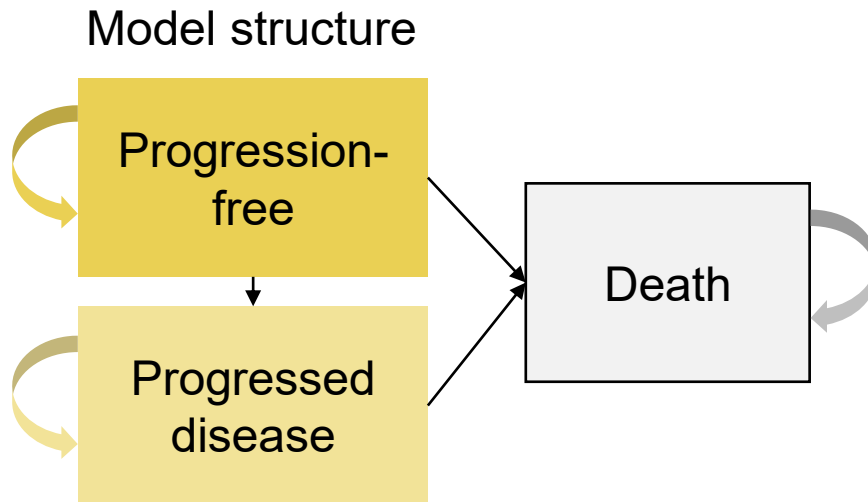 Model structure
Progression-
free
Death
Progressed
disease